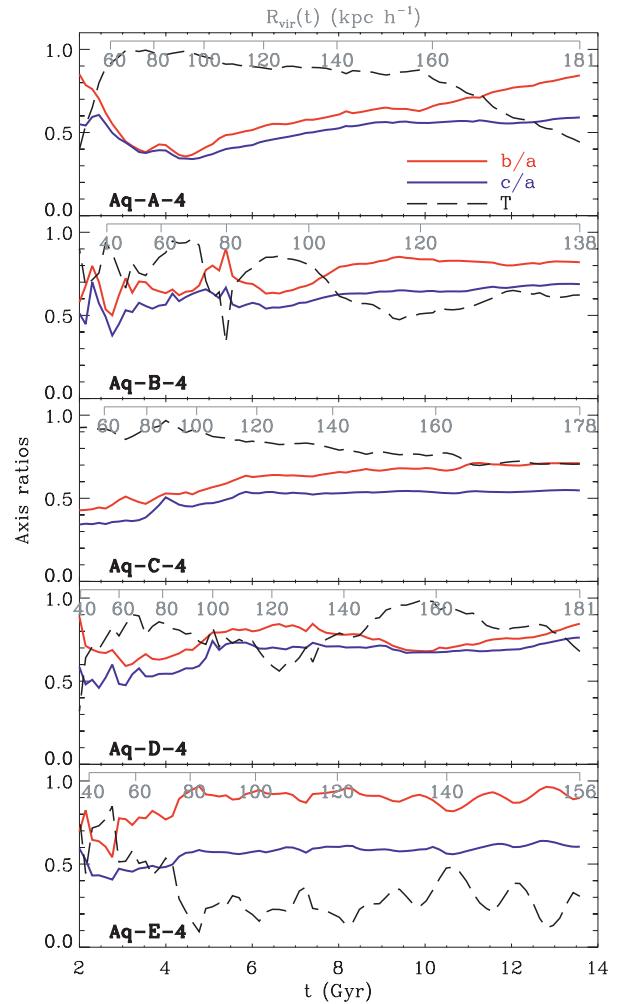 R_vir(t) (kpc h⁻¹)
60 80 100 120 140 160 181
1.0
0.5
0.0
b/a
c/a
T
Aq-A-4
40 60 80 100 120 138
1.0
0.5
0.0
Aq-B-4
60 80 100 120 140 160 178
1.0
0.5
0.0
Aq-C-4
Axis ratios
40 60 80 100 120 140 160 181
1.0
0.5
0.0
Aq-D-4
40 60 80 100 120 140 156
1.0
0.5
0.0
Aq-E-4
2 4 6 8 10 12 14
t (Gyr)